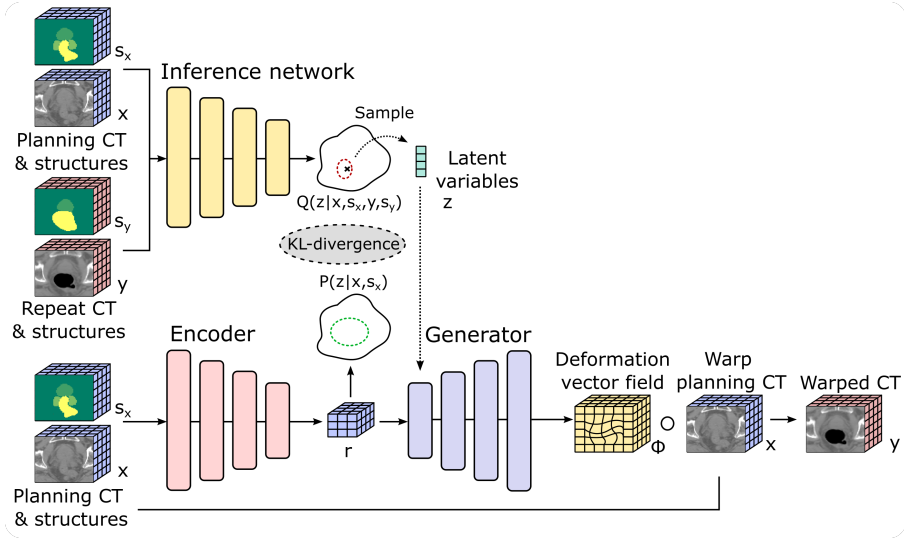 s_x
x
Planning CT
& structures
s_y
y
Repeat CT
& structures
Inference network
Sample
Q(z|x,s_x,y,s_y)
Latent
variables
z
KL-divergence
P(z|x,s_x)
Encoder
Generator
s_x
x
Planning CT
& structures
r
Deformation
vector field
Φ
Warp
planning CT
x
Warped CT
y